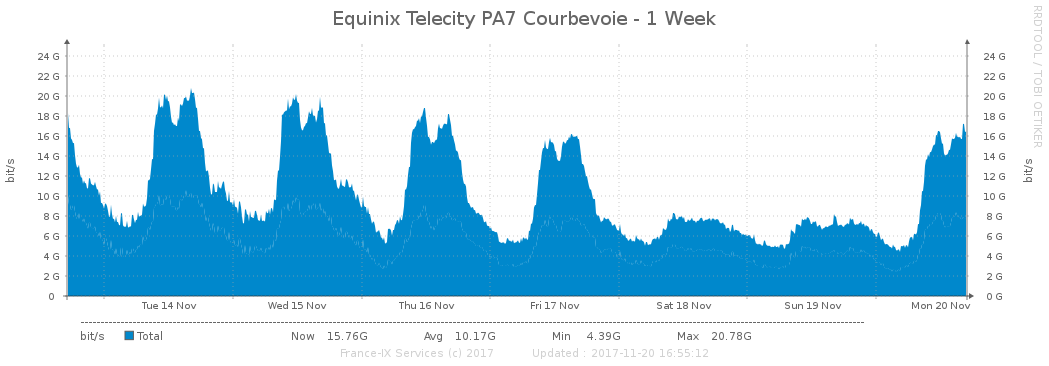 Equinix Telecity PA7 Courbevoie - 1 Week
RRDTOOL / TOBI OETIKER
bit/s
24 G 24 G
22 G 22 G
20 G 20 G
18 G 18 G
16 G 16 G
14 G 14 G
12 G 12 G
10 G 10 G
8 G 8 G
6 G 6 G
4 G 4 G
2 G 2 G
0 0 G
bit/s
Tue 14 Nov Wed 15 Nov Thu 16 Nov Fri 17 Nov Sat 18 Nov Sun 19 Nov Mon 20 Nov
bit/s Total Now 15.76G Avg 10.17G Min 4.39G Max 20.78G
France-IX Services (c) 2017 Updated : 2017-11-20 16:55:12